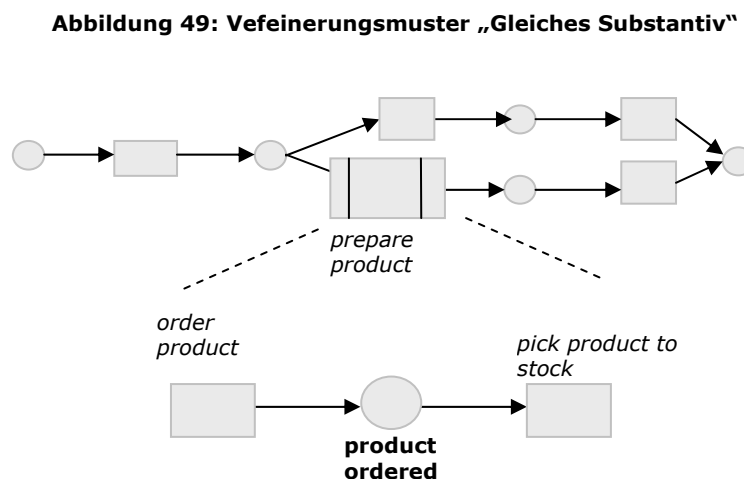 Abbildung 49: Vefeinerungsmuster „Gleiches Substantiv“
prepare
product
order
product
pick product to
stock
product
ordered